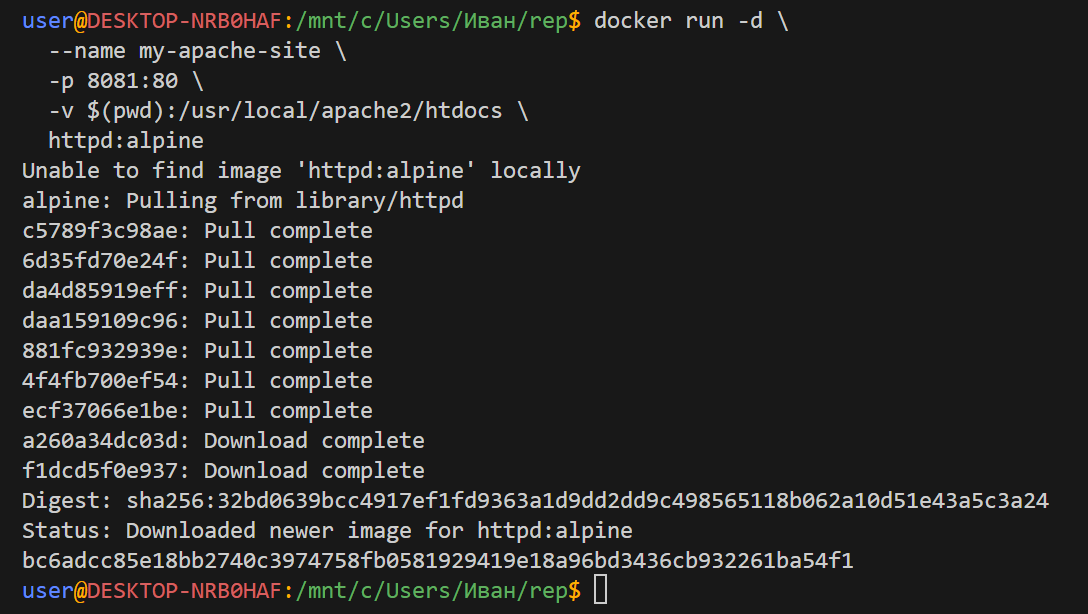 user@DESKTOP-NRB0HAF:/mnt/c/Users/Иван/rep$ docker run -d \
  --name my-apache-site \
  -p 8081:80 \
  -v $(pwd):/usr/local/apache2/htdocs \
  httpd:alpine
Unable to find image 'httpd:alpine' locally
alpine: Pulling from library/httpd
c5789f3c98ae: Pull complete
6d35fd70e24f: Pull complete
da4d85919eff: Pull complete
daa159109c96: Pull complete
881fc932939e: Pull complete
4f4fb700ef54: Pull complete
ecf37066e1be: Pull complete
a260a34dc03d: Download complete
f1dcd5f0e937: Download complete
Digest: sha256:32bd0639bcc4917ef1fd9363a1d9dd2dd9c498565118b062a10d51e43a5c3a24
Status: Downloaded newer image for httpd:alpine
bc6adcc85e18bb2740c3974758fb0581929419e18a96bd3436cb932261ba54f1
user@DESKTOP-NRB0HAF:/mnt/c/Users/Иван/rep$